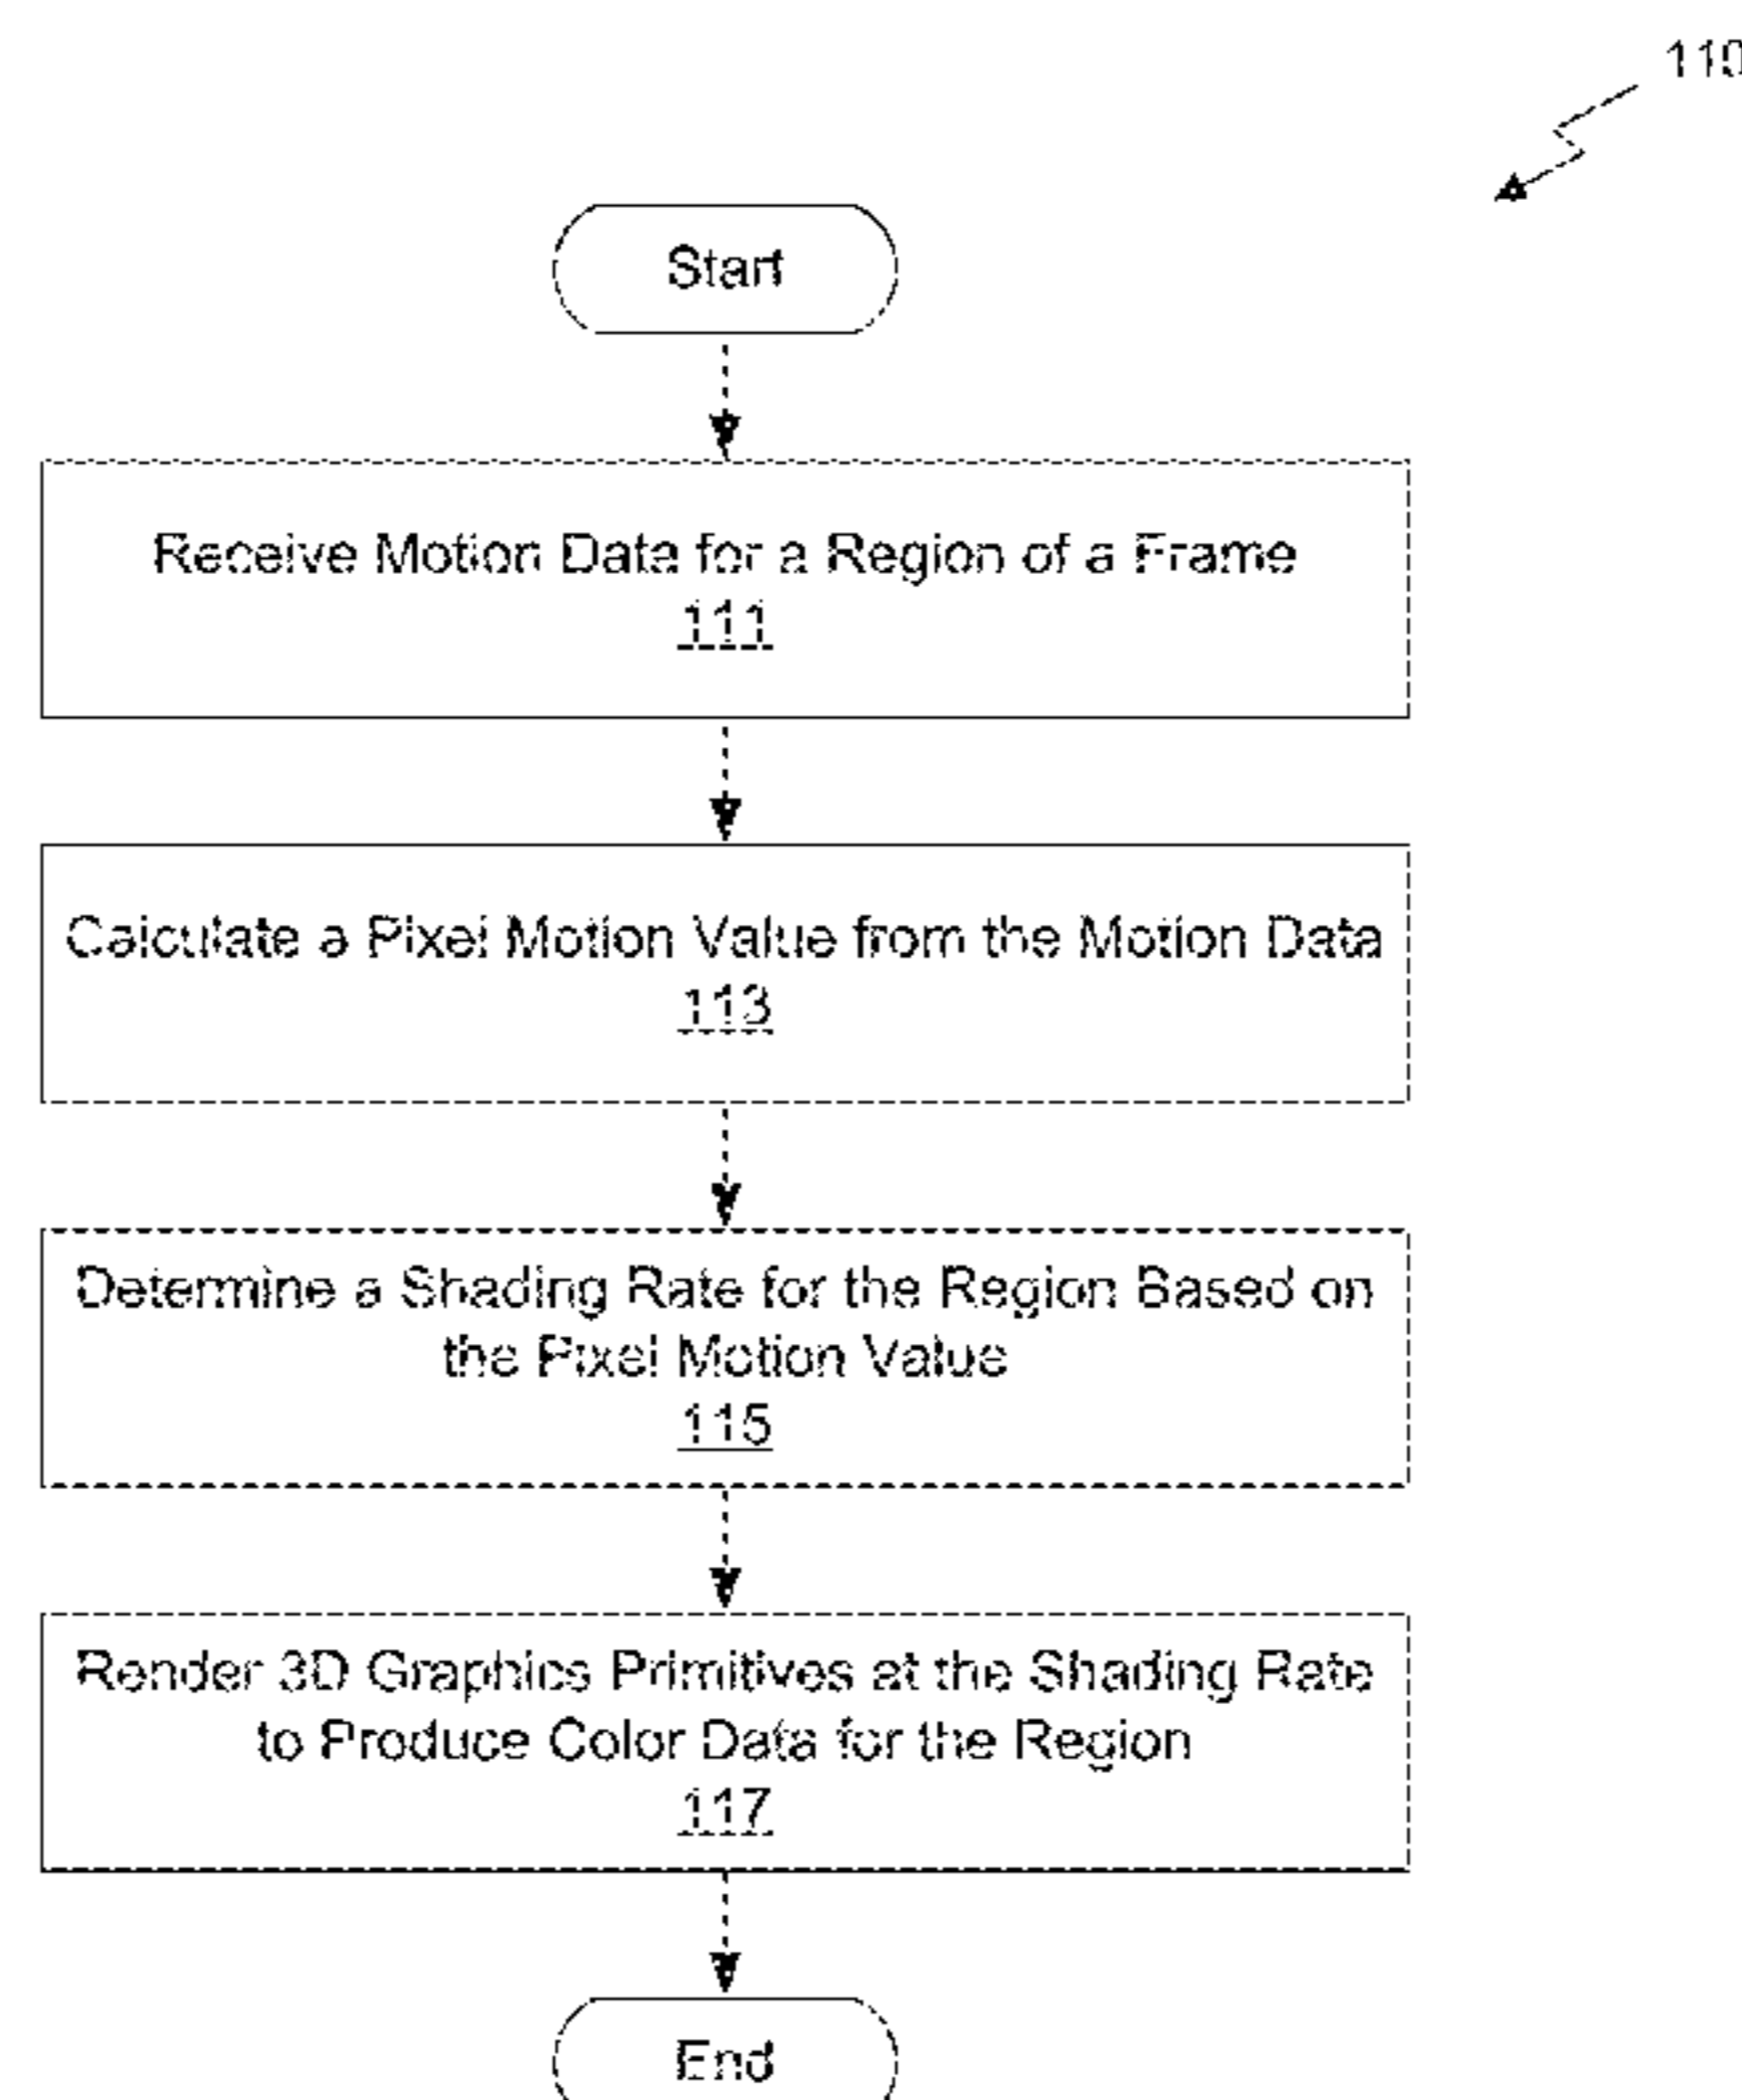 110
Start
Receive Motion Data for a Region of a Frame
111
Calculate a Pixel Motion Value from the Motion Data
113
Determine a Shading Rate for the Region Based on
the Pixel Motion Value
115
Render 3D Graphics Primitives at the Shading Rate
to Produce Color Data for the Region
117
End